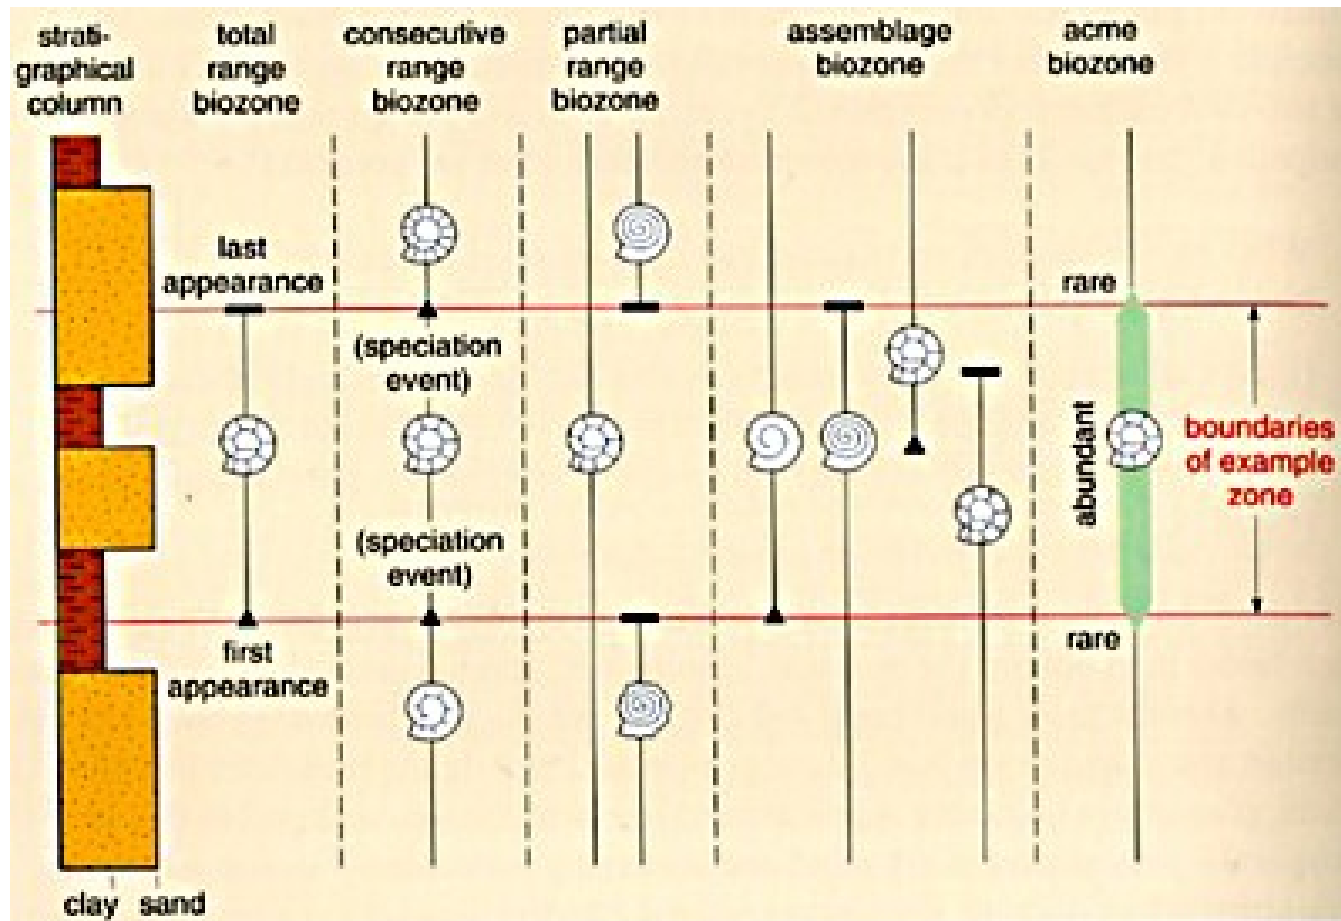 strati-
graphical
column
total
range
biozone
consecutive
range
biozone
partial
range
biozone
assemblage
biozone
acme
biozone
last
appearance
rare
(speciation
event)
abundant
boundaries
of example
zone
(speciation
event)
first
appearance
rare
clay sand